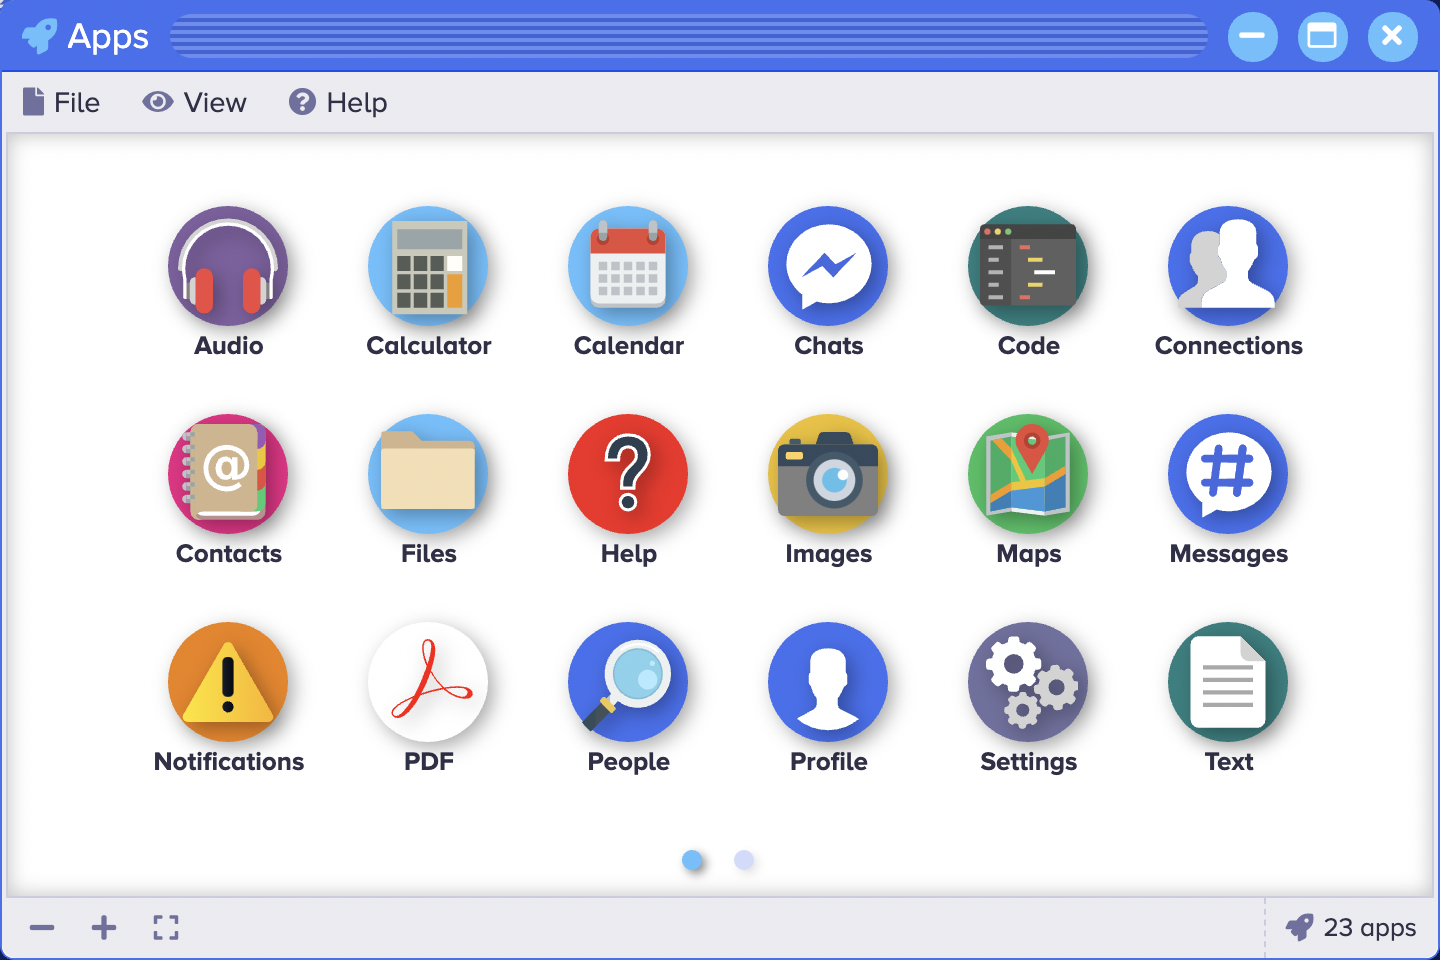 Apps
File View Help
Audio Calculator Calendar Chats Code Connections
Contacts Files Help Images Maps Messages
Notifications PDF People Profile Settings Text
23 apps